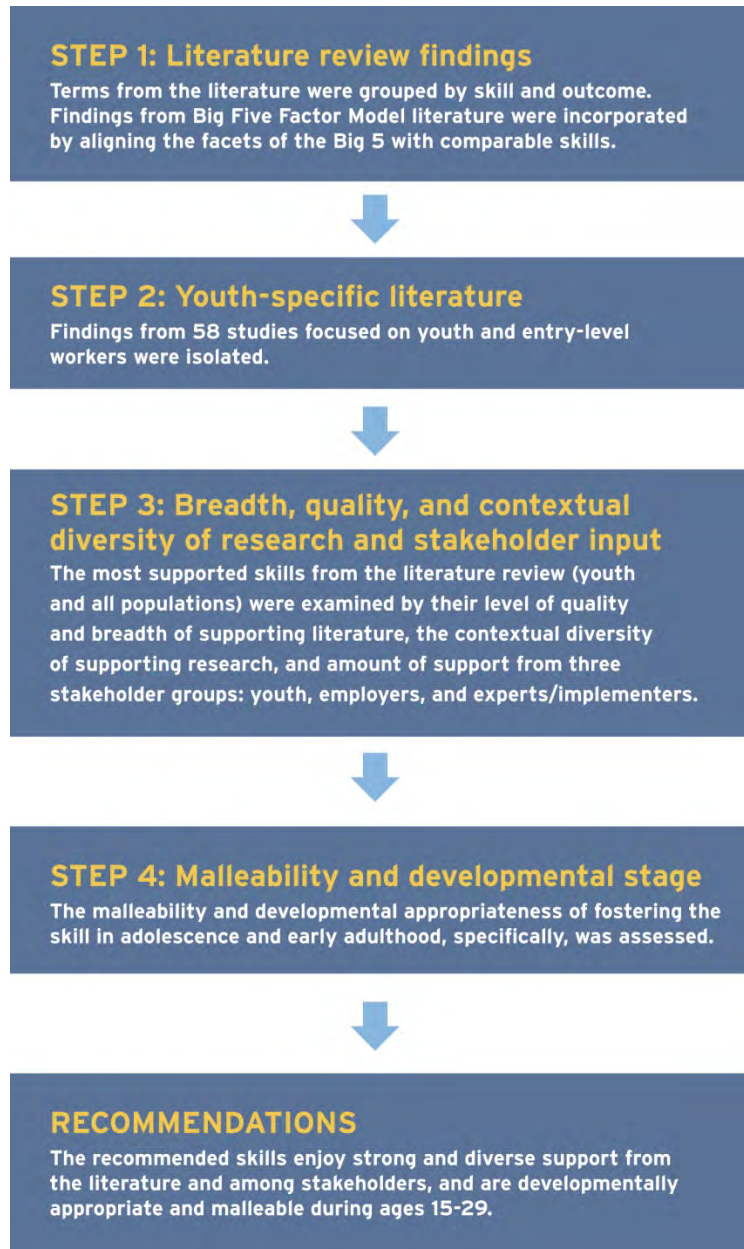 STEP 1: Literature review findings
Terms from the literature were grouped by skill and outcome.
Findings from Big Five Factor Model literature were incorporated
by aligning the facets of the Big 5 with comparable skills.
STEP 2: Youth-specific literature
Findings from 58 studies focused on youth and entry-level
workers were isolated.
STEP 3: Breadth, quality, and contextual
diversity of research and stakeholder input
The most supported skills from the literature review (youth
and all populations) were examined by their level of quality
and breadth of supporting literature, the contextual diversity
of supporting research, and amount of support from three
stakeholder groups: youth, employers, and experts/implementers.
STEP 4: Malleability and developmental stage
The malleability and developmental appropriateness of fostering the
skill in adolescence and early adulthood, specifically, was assessed.
RECOMMENDATIONS
The recommended skills enjoy strong and diverse support from
the literature and among stakeholders, and are developmentally
appropriate and malleable during ages 15-29.